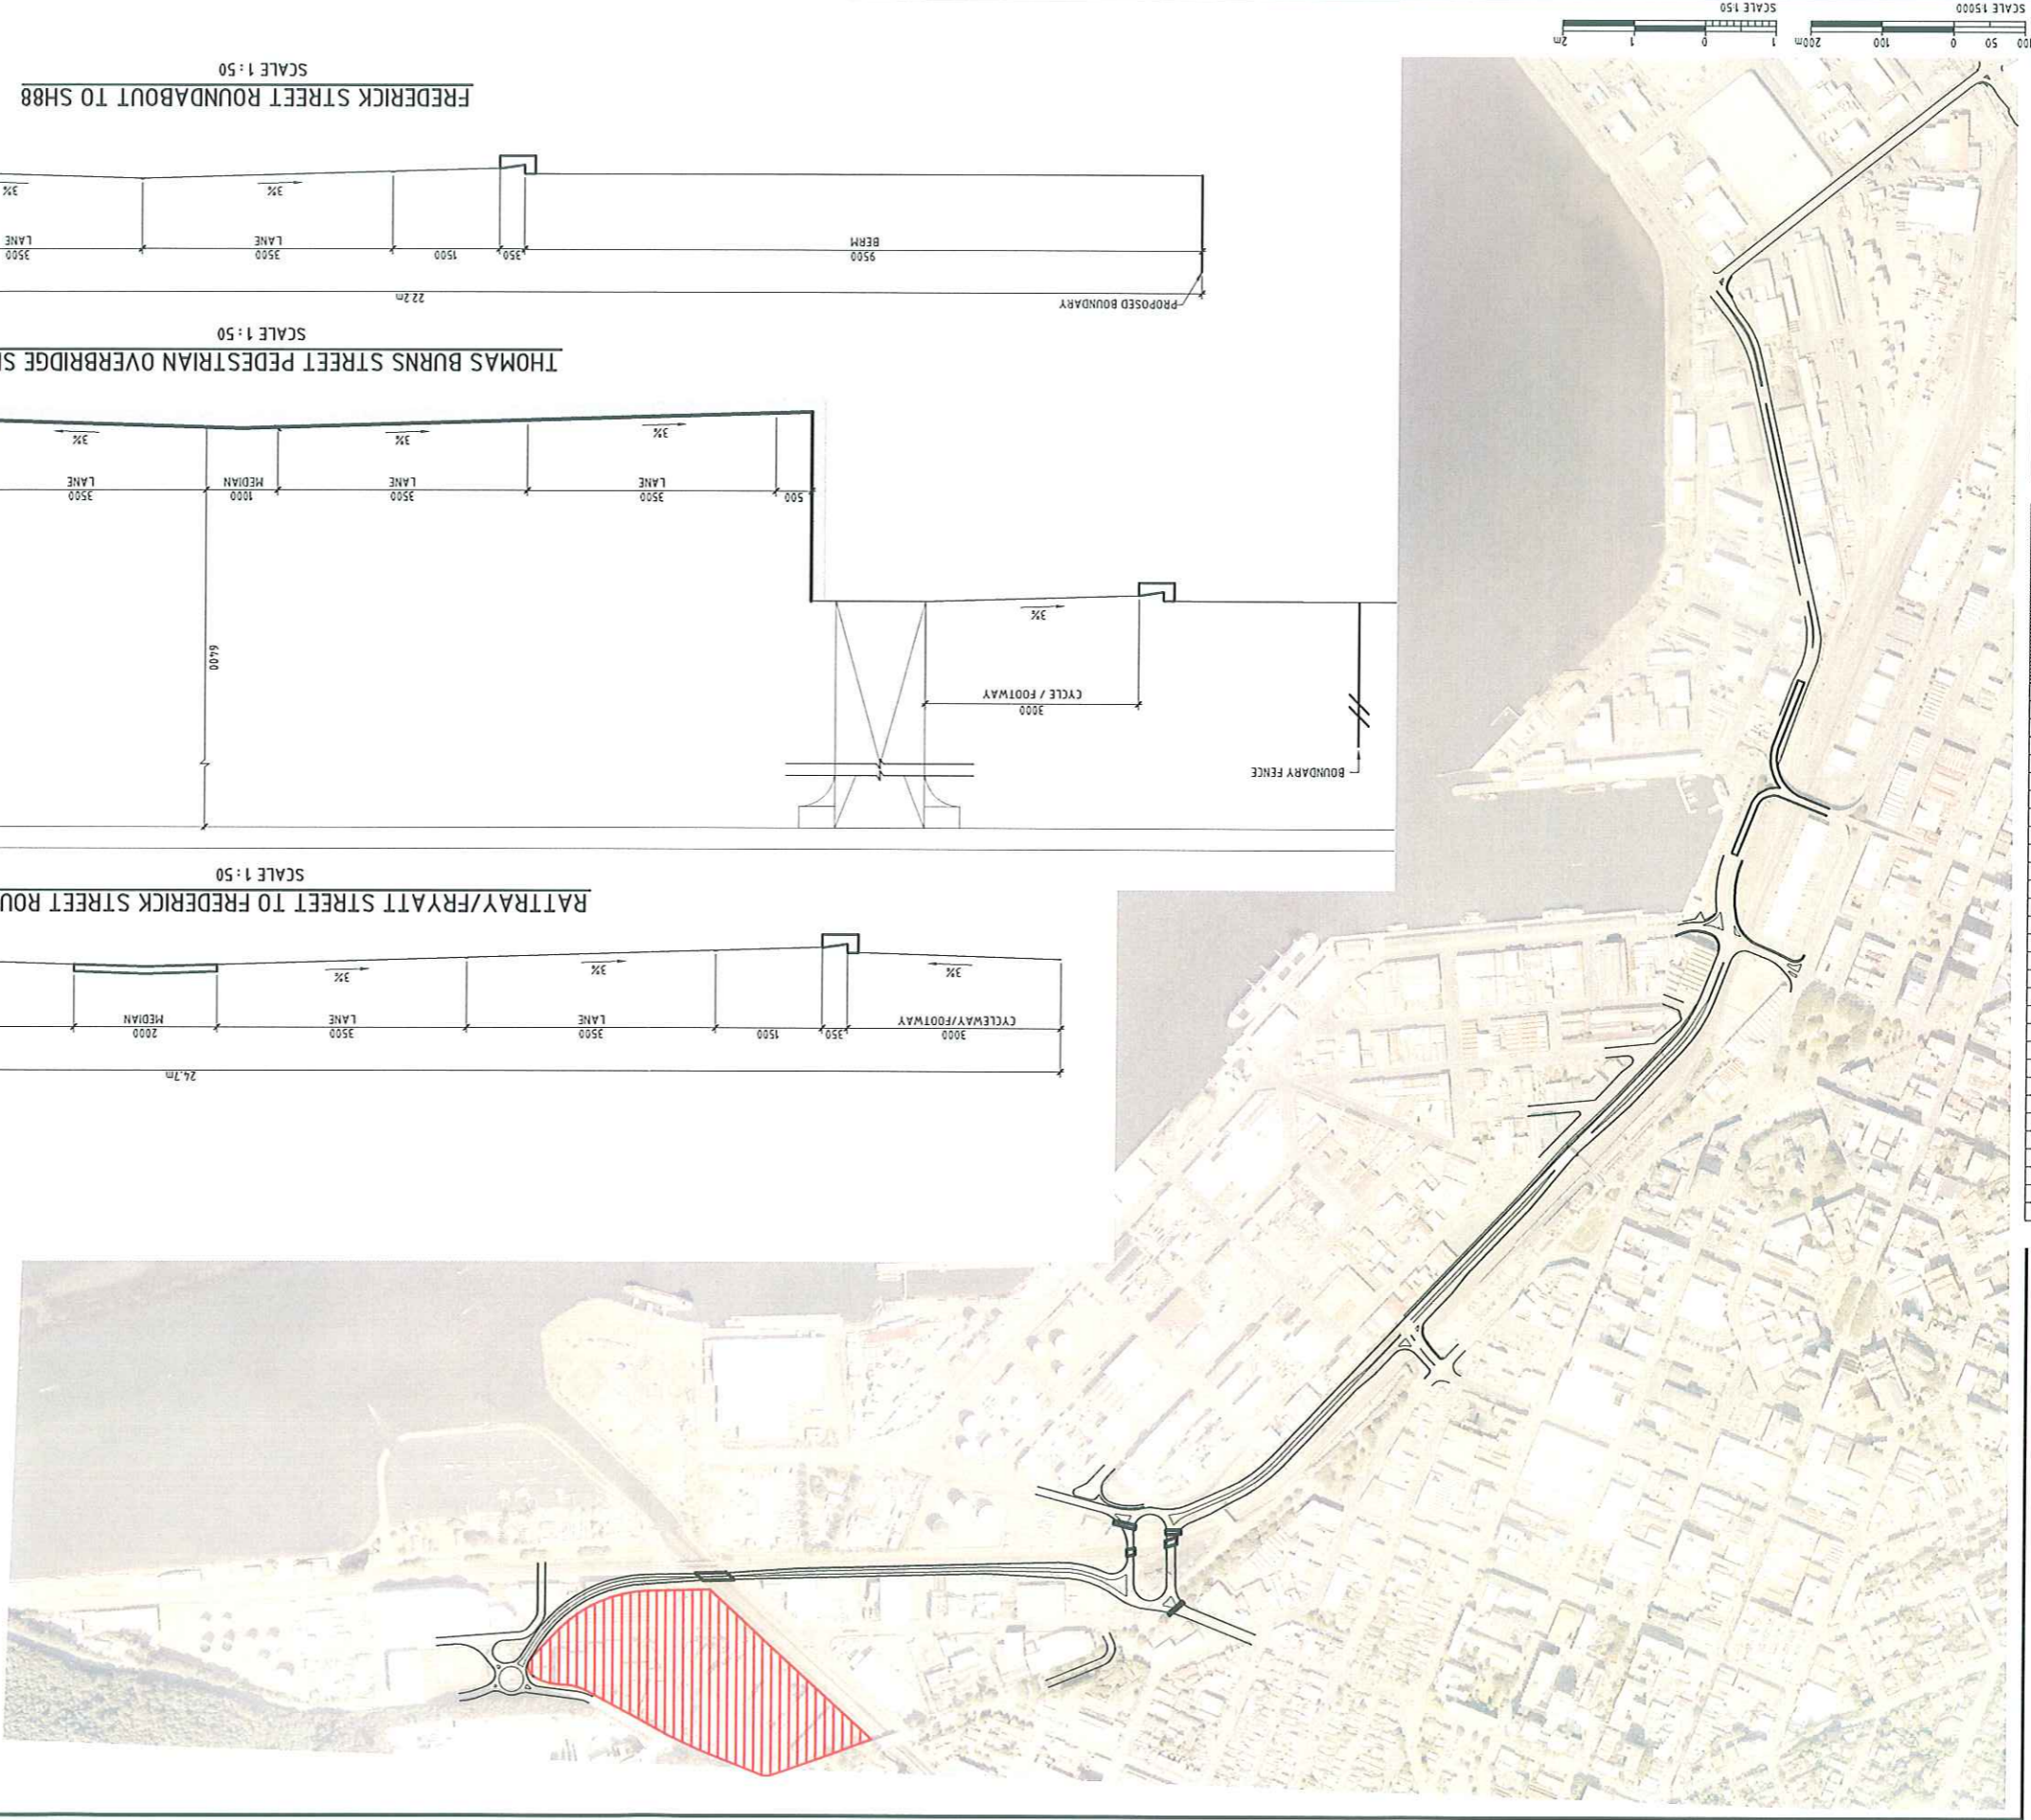 24.7m
3000 350 1500 3500 3500 2000
CYCLEWAY/FOOTWAY LANE LANE MEDIAN
3% 3% 3%
RATTRAY/FRYATT STREET TO FREDERICK STREET ROU
SCALE 1:50
BOUNDARY FENCE
3000
CYCLE / FOOTWAY
6400
3%
500 3500 3500 1000 3500
LANE LANE MEDIAN LANE
3% 3% 3%
THOMAS BURNS STREET PEDESTRIAN OVERBRIDGE
SCALE 1:50
PROPOSED BOUNDARY
22.2m
9500 350 1500 3500 3500
BERM LANE LANE
3% 3%
FREDERICK STREET ROUNDABOUT TO SH88
SCALE 1:50
100 50 0 100 200m
SCALE 1:5000
1 0 1 2m
SCALE 1:50